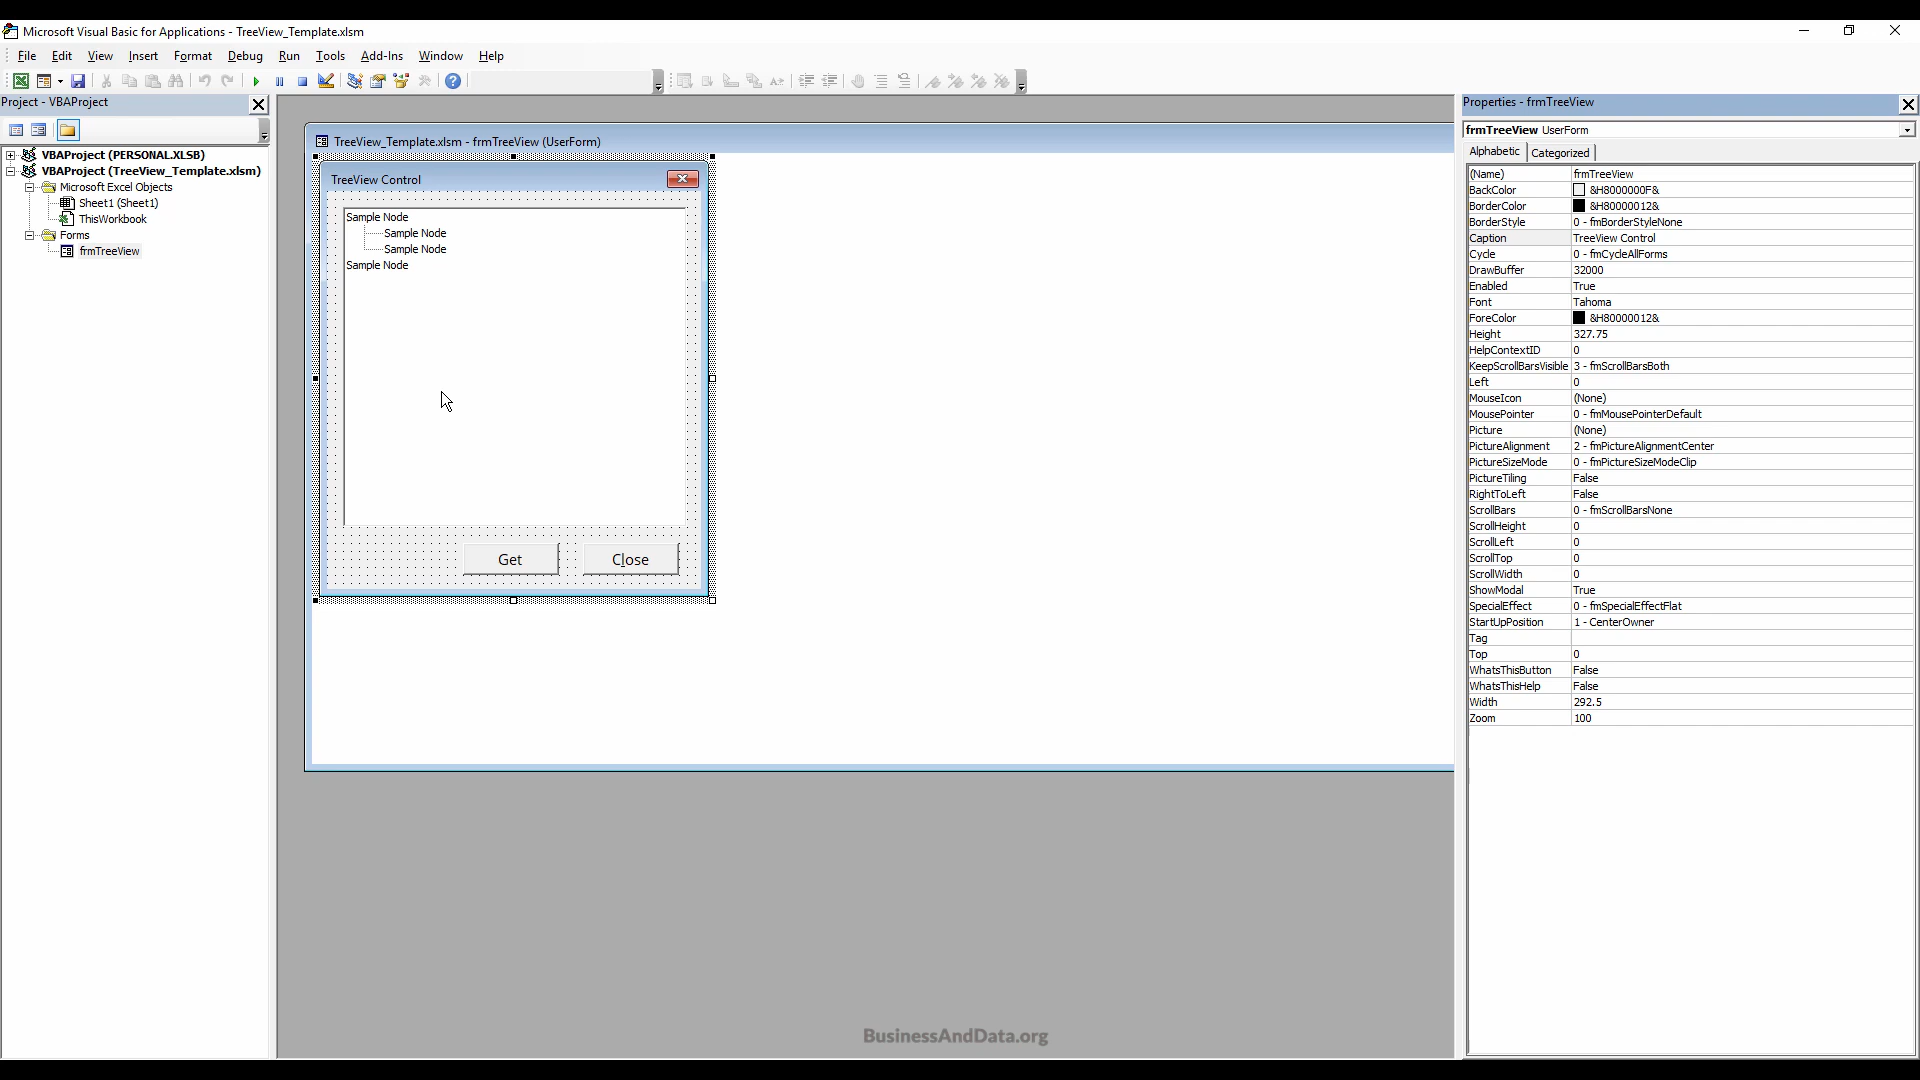 Microsoft Visual Basic for Applications - TreeView_Template.xlsm
File Edit View Insert Format Debug Run Tools Add-Ins Window Help
Project - VBAProject
VBAProject (PERSONAL.XLSB)
VBAProject (TreeView_Template.xlsm)
Microsoft Excel Objects
Sheet1 (Sheet1)
ThisWorkbook
Forms
frmTreeView
TreeView_Template.xlsm - frmTreeView (UserForm)
TreeView Control
Sample Node
Sample Node
Sample Node
Sample Node
Get Close
Properties - frmTreeView
frmTreeView UserForm
Alphabetic Categorized
(Name) frmTreeView
BackColor &H8000000F&
BorderColor &H80000012&
BorderStyle 0 - fmBorderStyleNone
Caption TreeView Control
Cycle 0 - fmCycleAllForms
DrawBuffer 32000
Enabled True
Font Tahoma
ForeColor &H80000012&
Height 327.75
HelpContextID 0
KeepScrollBarsVisible 3 - fmScrollBarsBoth
Left 0
MouseIcon (None)
MousePointer 0 - fmMousePointerDefault
Picture (None)
PictureAlignment 2 - fmPictureAlignmentCenter
PictureSizeMode 0 - fmPictureSizeModeClip
PictureTiling False
RightToLeft False
ScrollBars 0 - fmScrollBarsNone
ScrollHeight 0
ScrollLeft 0
ScrollTop 0
ScrollWidth 0
ShowModal True
SpecialEffect 0 - fmSpecialEffectFlat
StartUpPosition 1 - CenterOwner
Tag
Top 0
WhatsThisButton False
WhatsThisHelp False
Width 292.5
Zoom 100
BusinessAndData.org